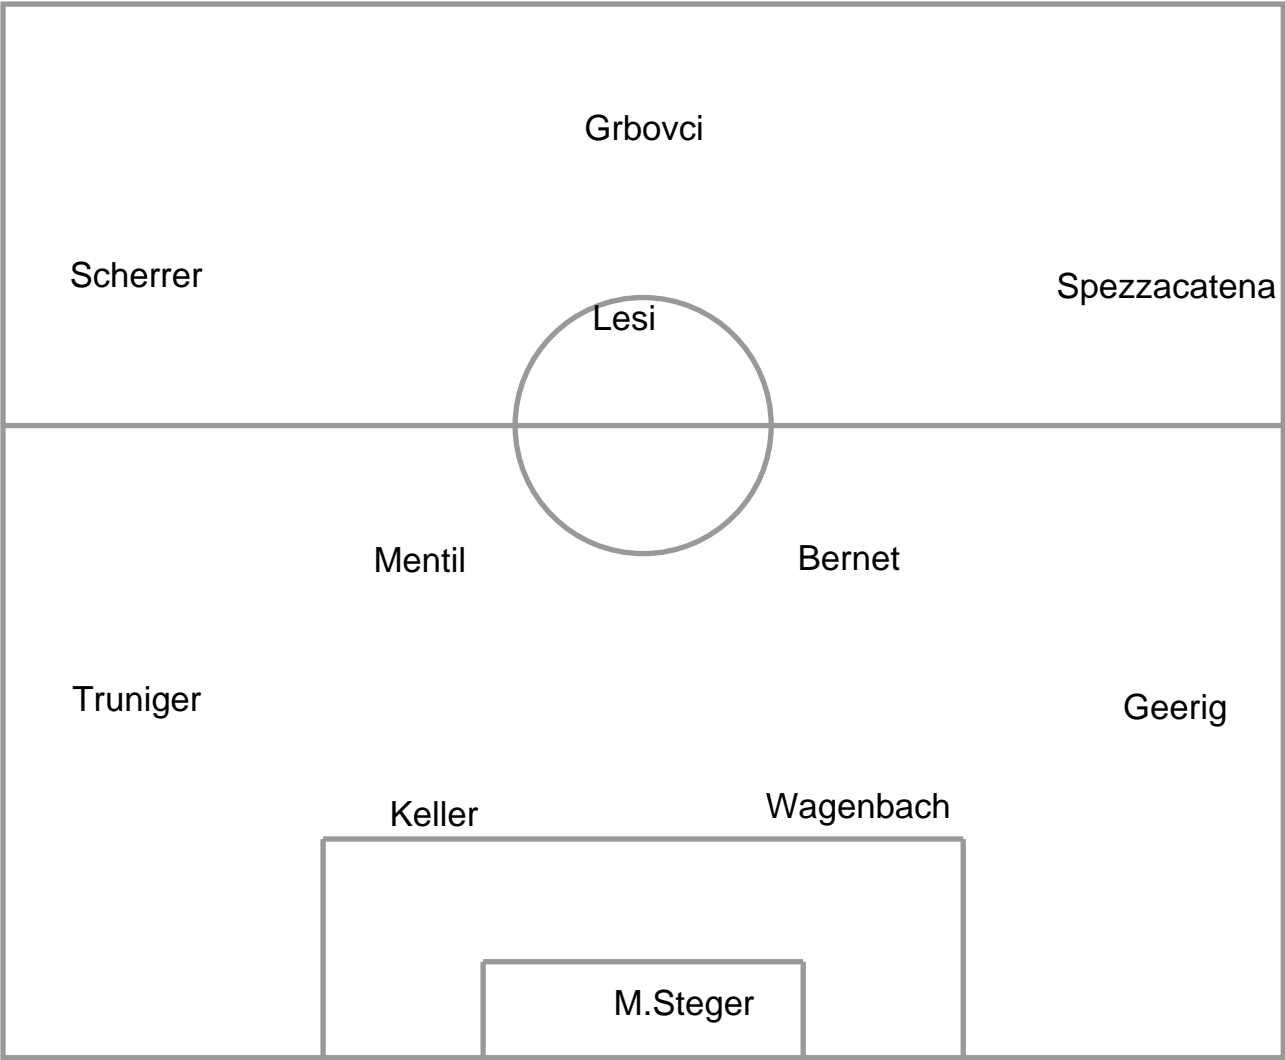 Grbovci
Scherrer
Spezzacatena
Lesi
Mentil
Bernet
Truniger
Geerig
Keller
Wagenbach
M.Steger